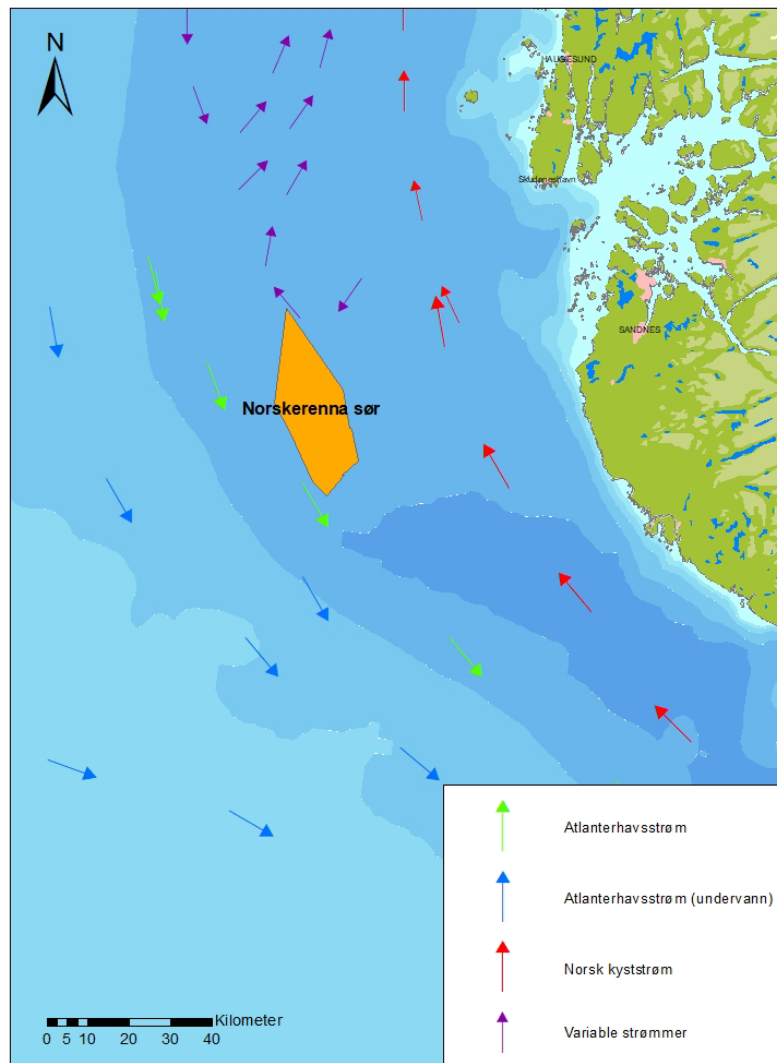 N
HAUGESUND
Skudeneshavn
SANDNES
Norskerenna sør
Atlanterhavsstrøm
Atlanterhavsstrøm (undervann)
Norsk kyststrøm
Variable strømmer
Kilometer
0 5 10 20 30 40